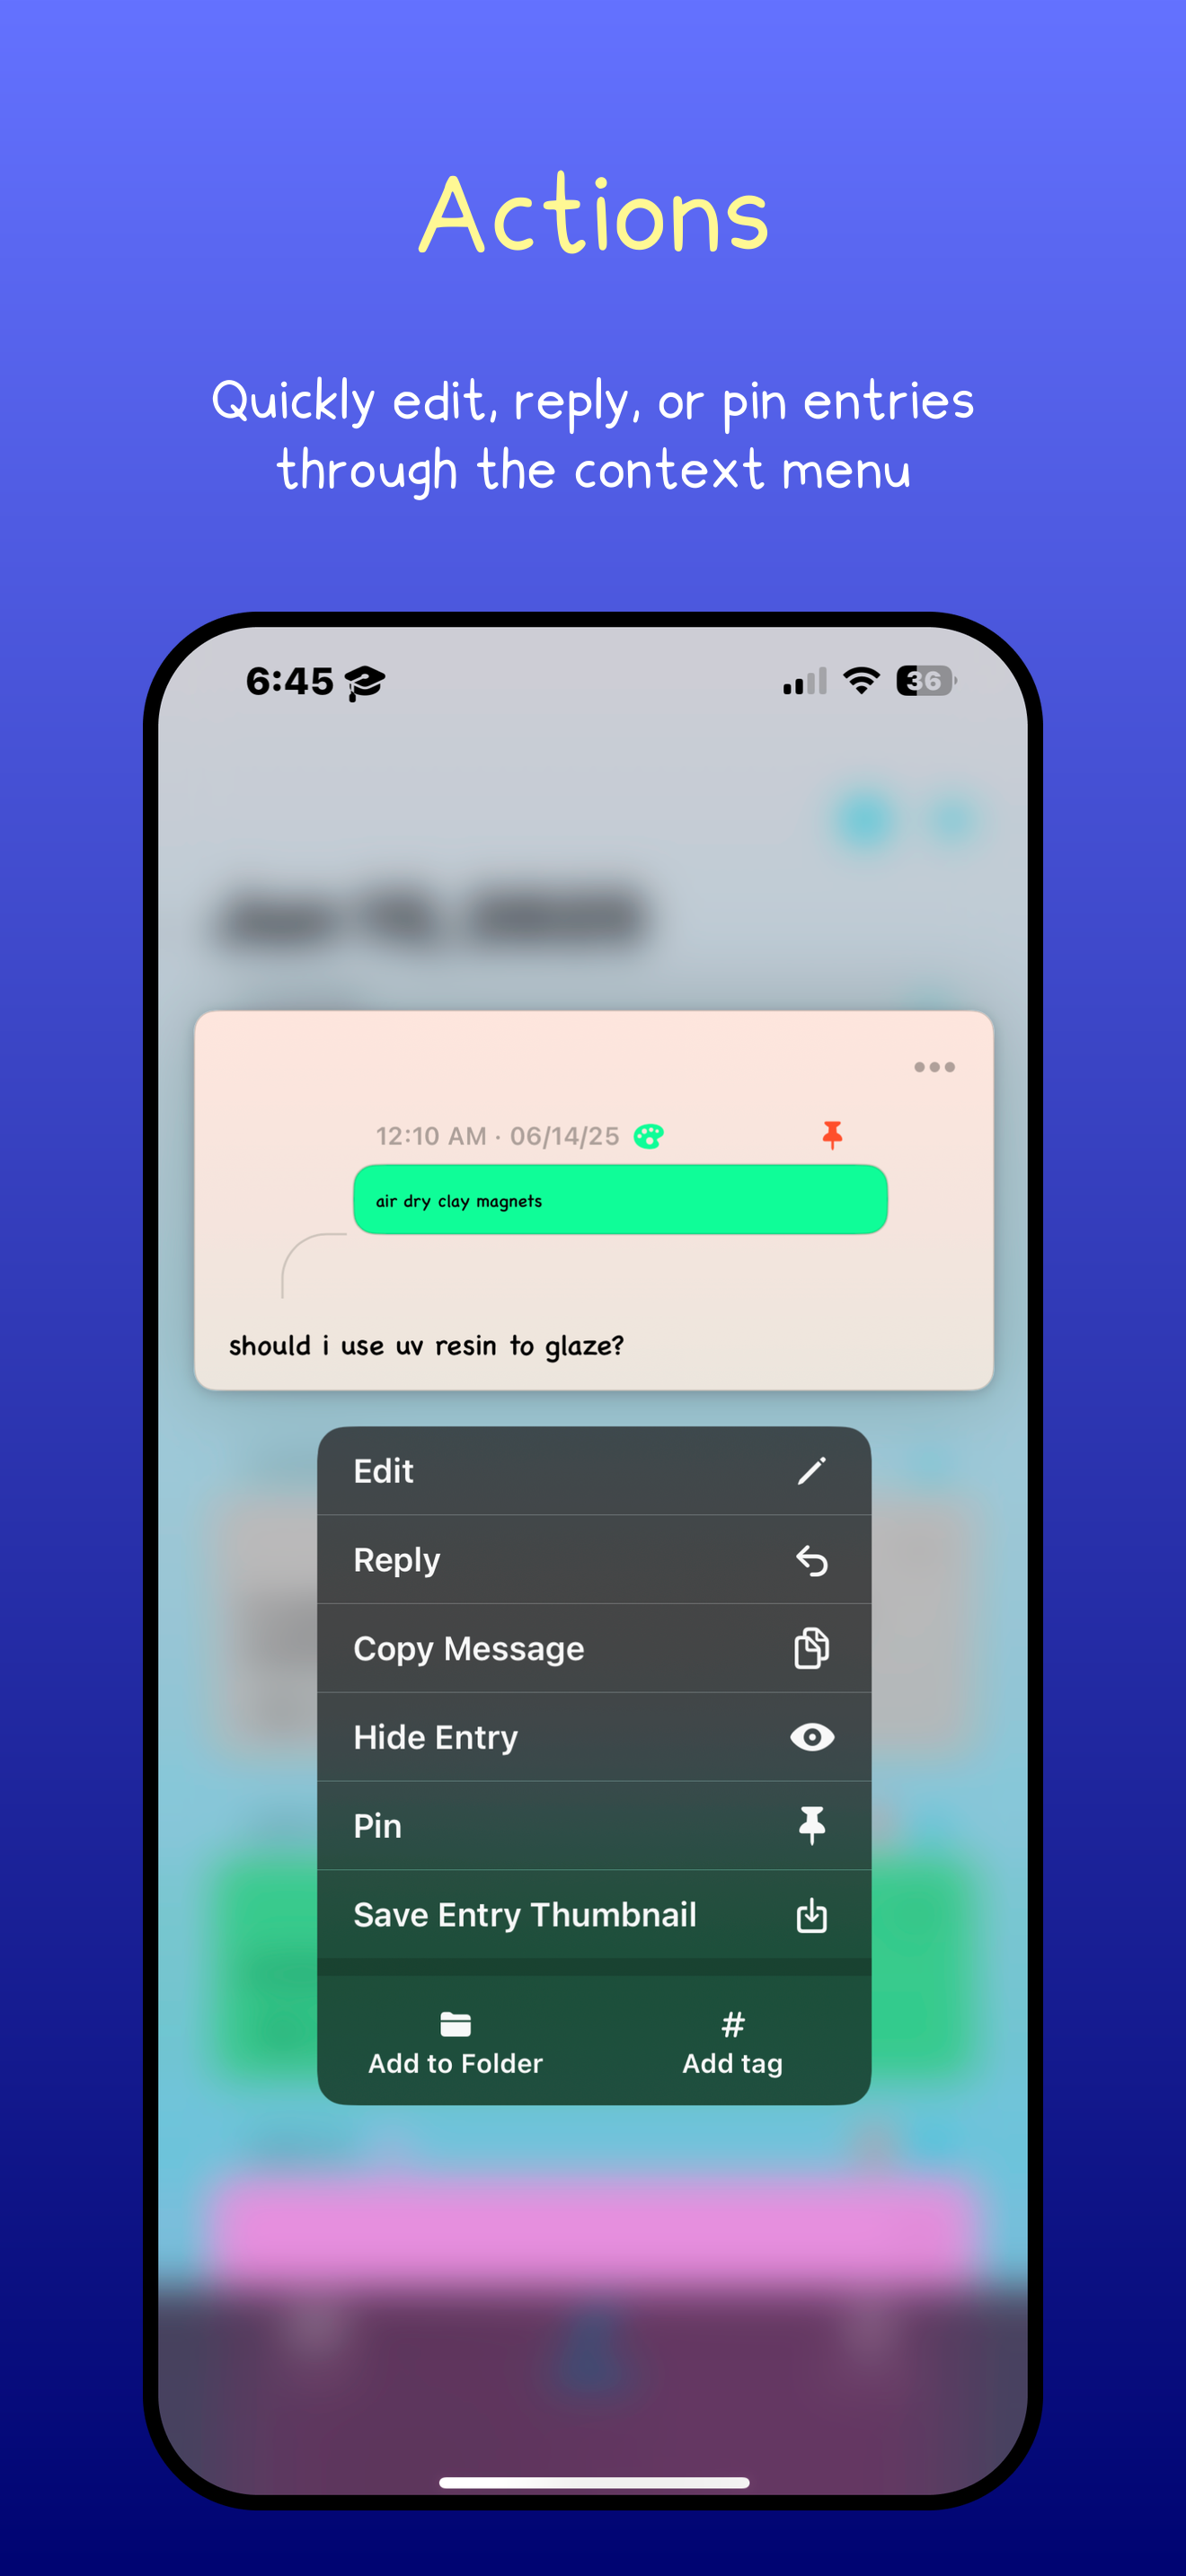 Actions
Quickly edit, reply, or pin entries
through the context menu
6:45
36
12:10 AM · 06/14/25
air dry clay magnets
should i use uv resin to glaze?
Edit
Reply
Copy Message
Hide Entry
Pin
Save Entry Thumbnail
Add to Folder
# Add tag